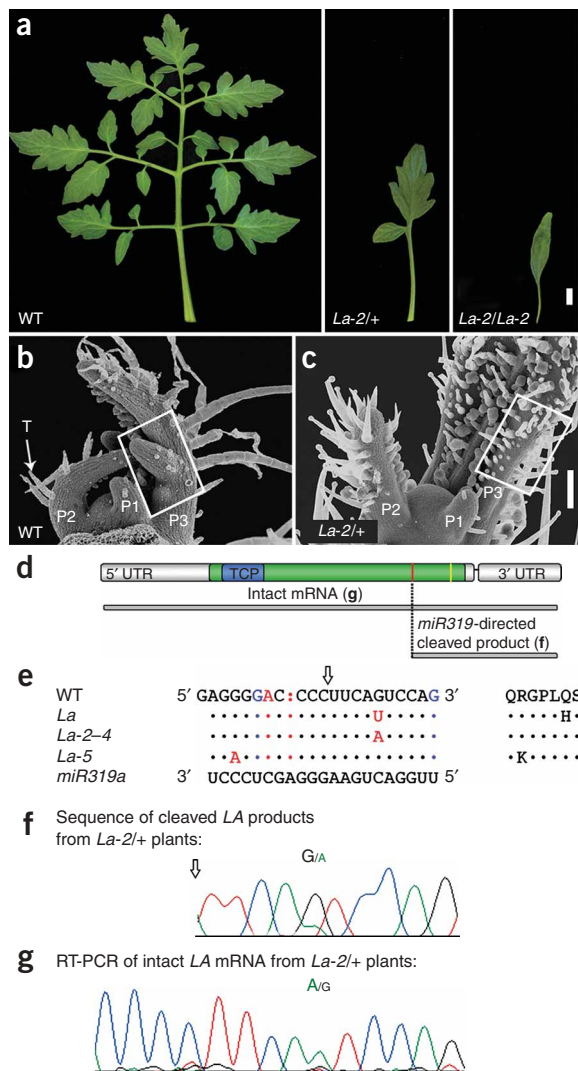 a
WT
La-2/+
La-2/La-2
b
T
P2
P1
P3
WT
c
P2
P1
P3
La-2/+
d
5′ UTR TCP 3′ UTR
Intact mRNA (g)
miR319-directed
cleaved product (f)
e
WT 5′ GAGGGGAC:CCCUUCAGUCCAG 3′ QRGPLQS
La U H
La-2–4 A
La-5 A K
miR319a 3′ UCCCUCGAGGGAAGUCAGGUU 5′
f Sequence of cleaved LA products
from La-2/+ plants:
G/A
g RT-PCR of intact LA mRNA from La-2/+ plants:
A/G